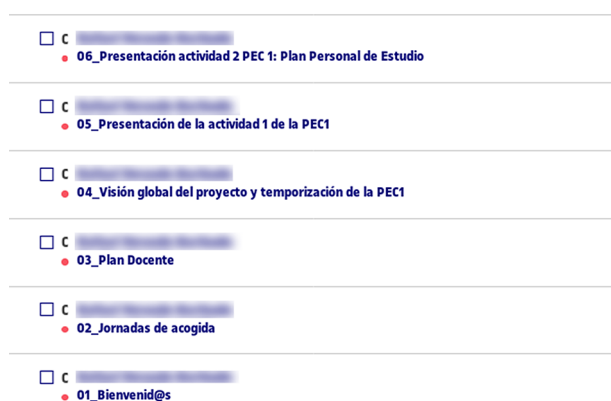 C
06_Presentación actividad 2 PEC 1: Plan Personal de Estudio
C
05_Presentación de la actividad 1 de la PEC1
C
04_Visión global del proyecto y temporización de la PEC1
C
03_Plan Docente
C
02_Jornadas de acogida
C
01_Bienvenid@s